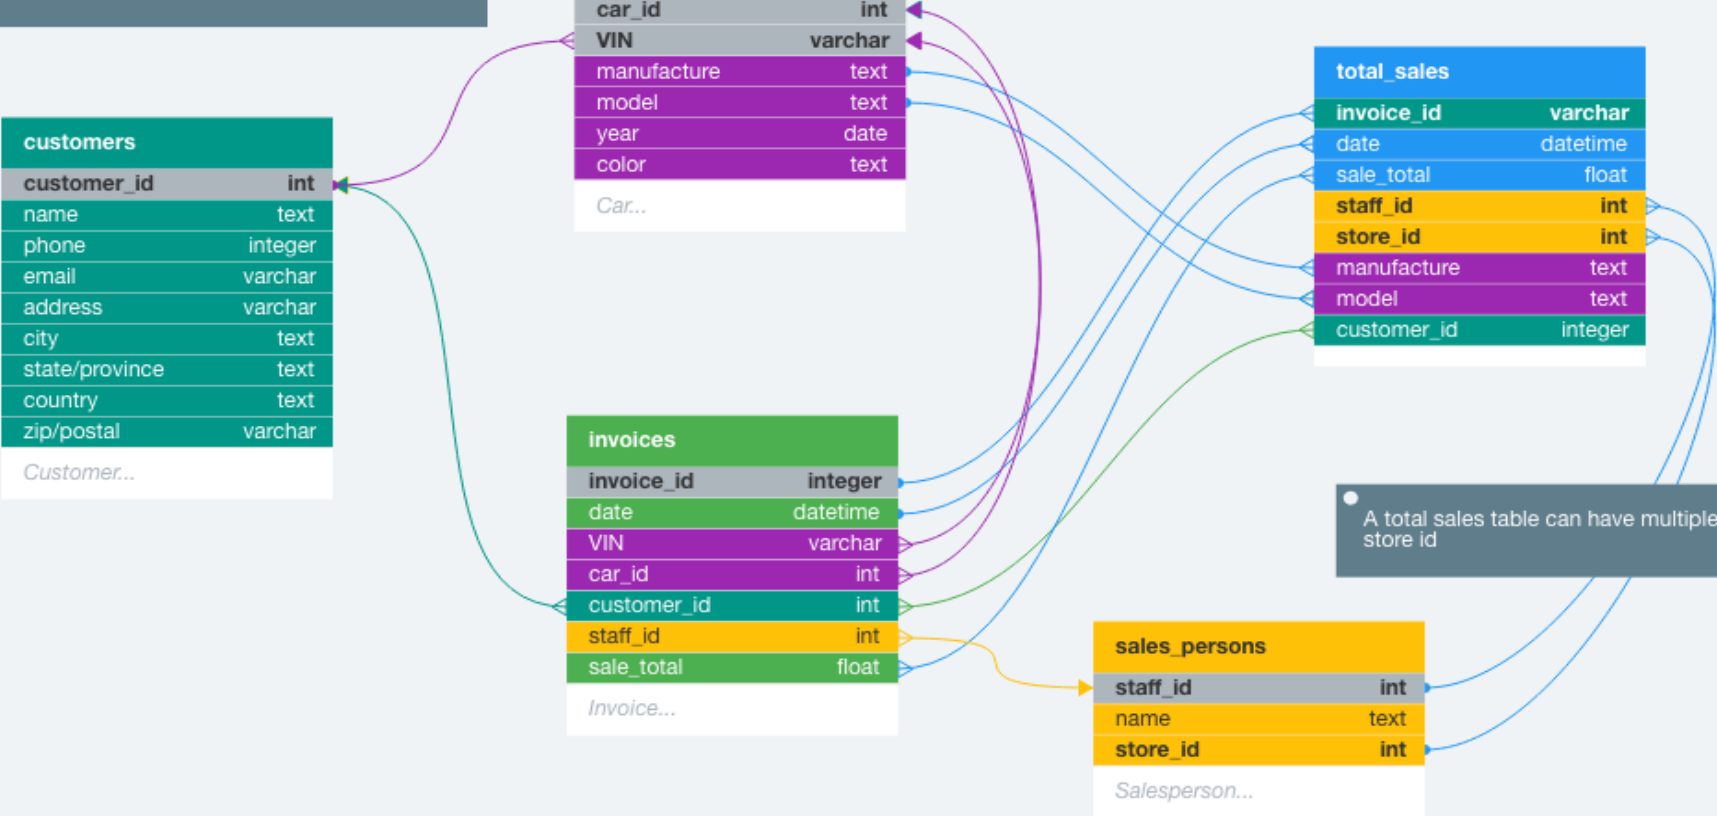 car_id int
VIN varchar
manufacture text
model text
year date
color text
Car...
customers
customer_id int
name text
phone integer
email varchar
address varchar
city text
state/province text
country text
zip/postal varchar
Customer...
invoices
invoice_id integer
date datetime
VIN varchar
car_id int
customer_id int
staff_id int
sale_total float
Invoice...
total_sales
invoice_id varchar
date datetime
sale_total float
staff_id int
store_id int
manufacture text
model text
customer_id integer
A total sales table can have multiple
store id
sales_persons
staff_id int
name text
store_id int
Salesperson...